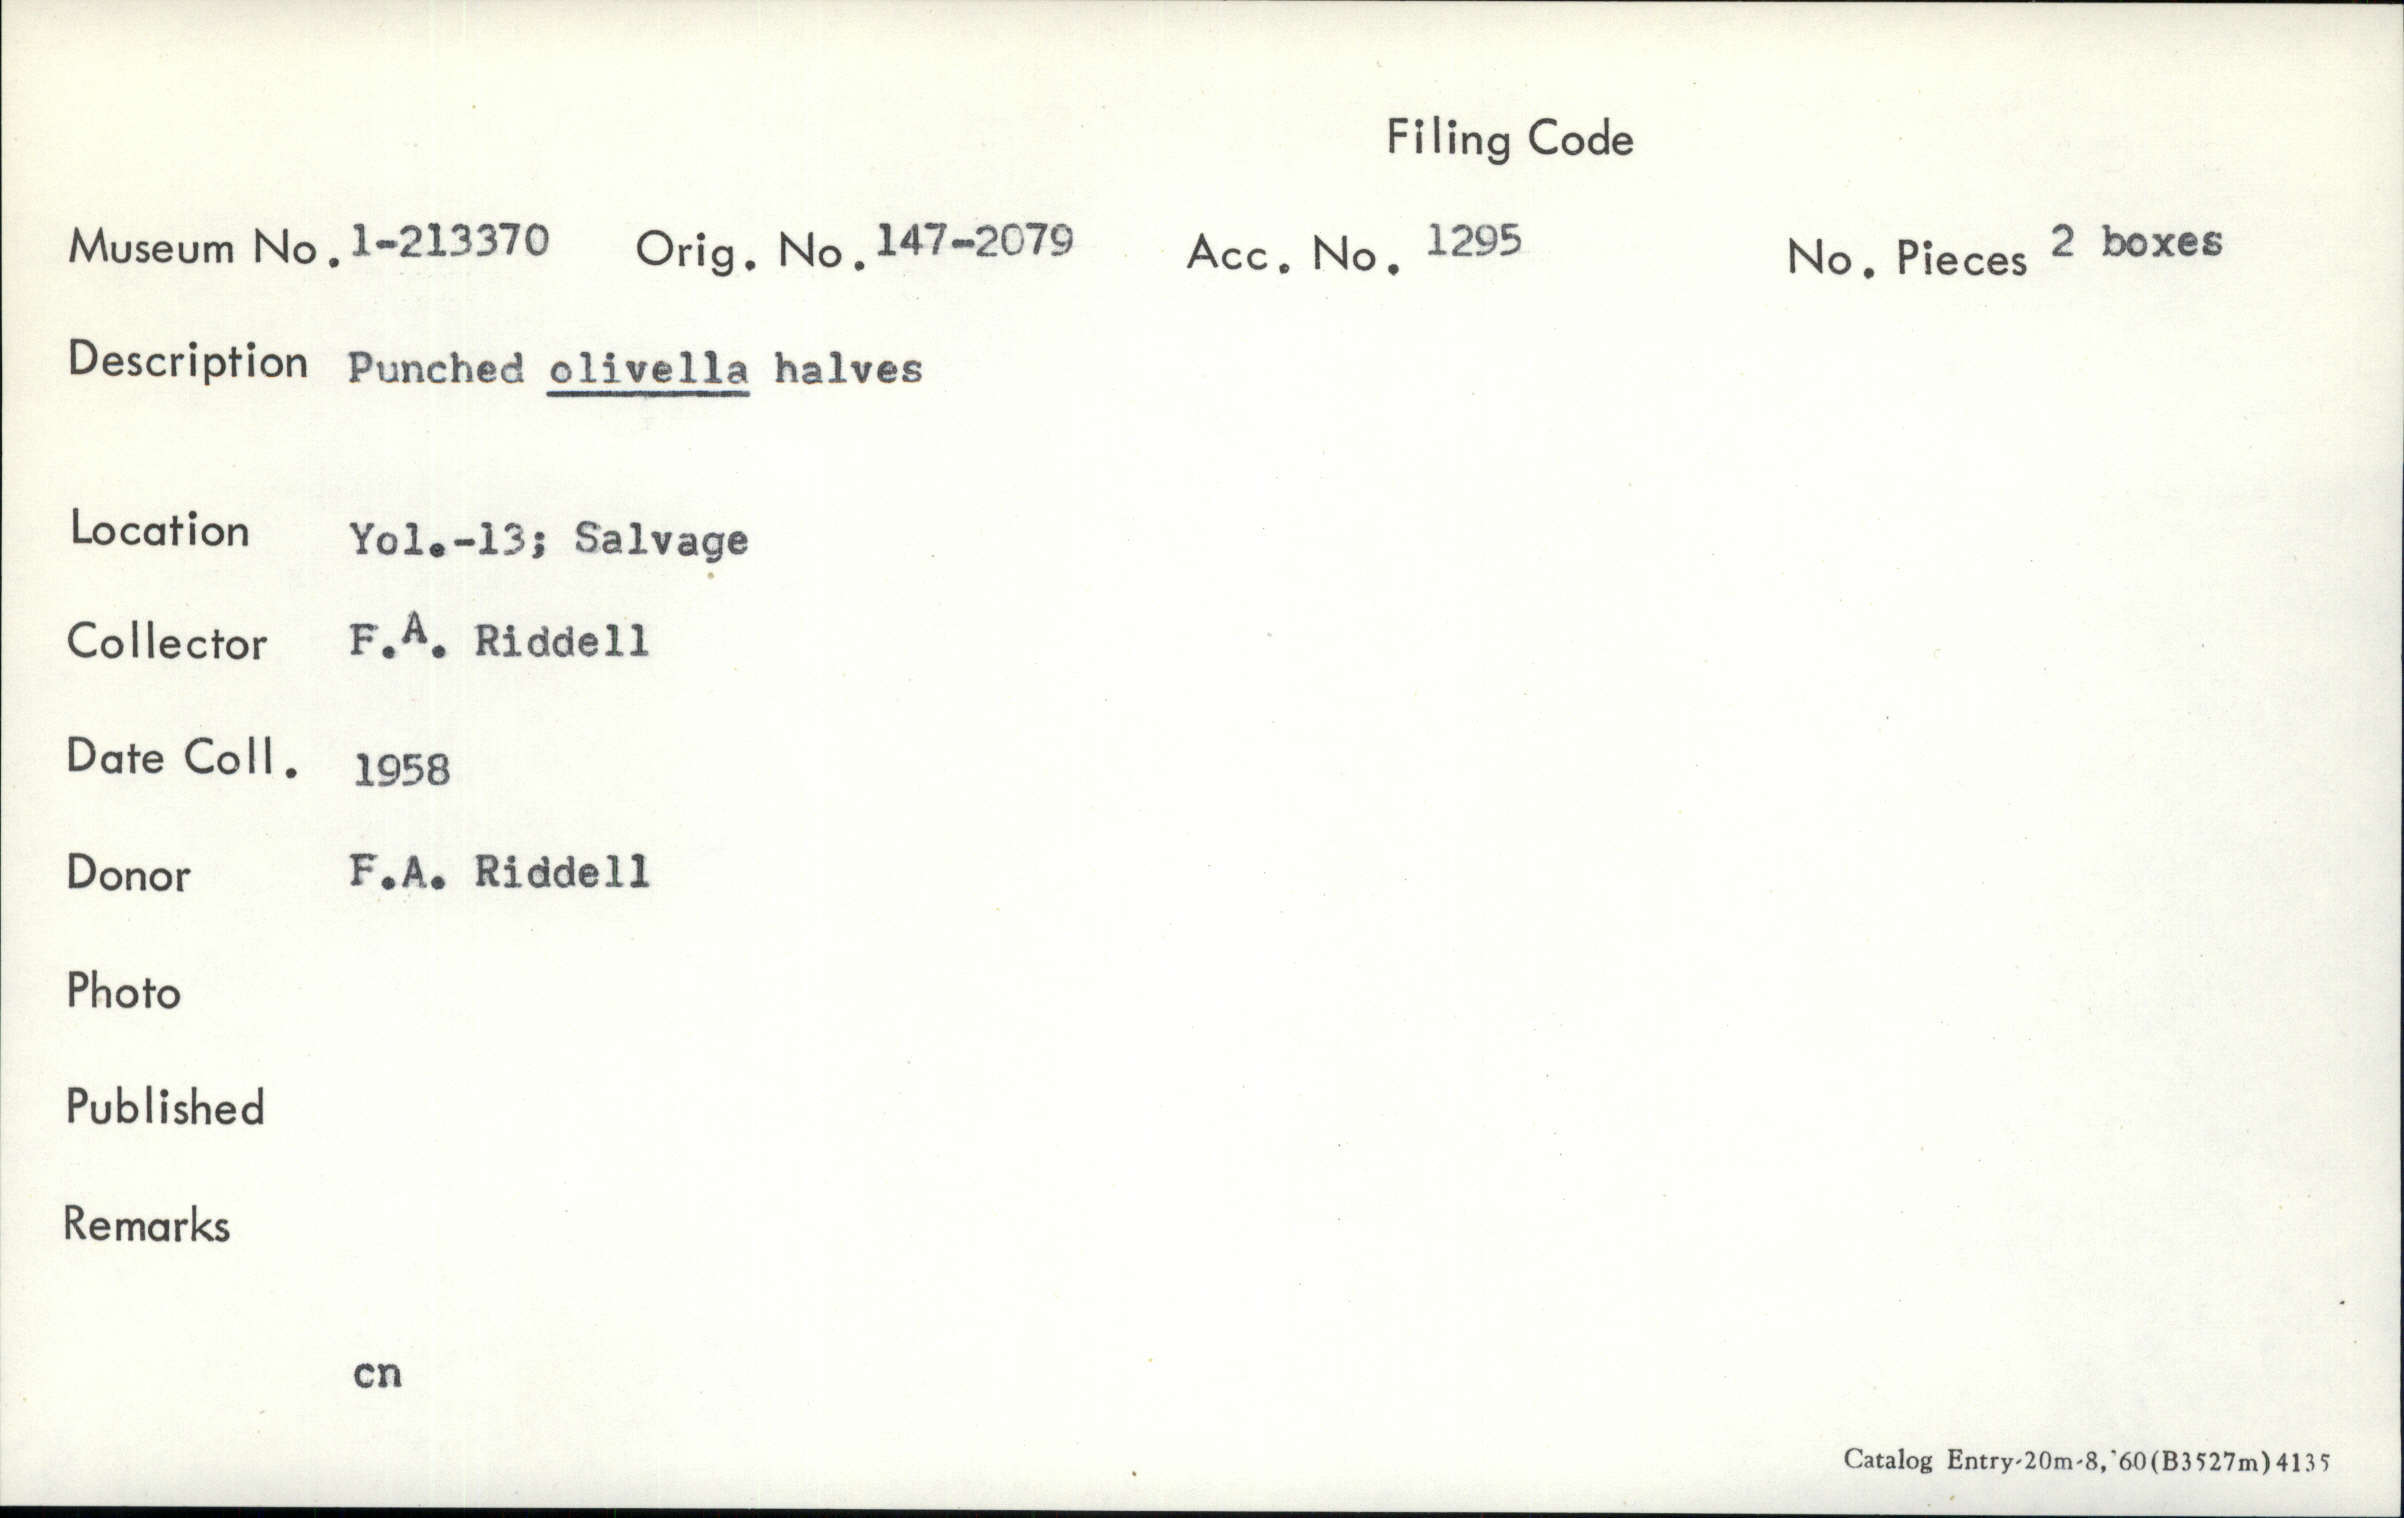 Filing Code
Museum No. 1-213370 Orig. No. 147-2079 Acc. No. 1295 No. Pieces 2 boxes
Description Punched olivella halves
Location Yol.-13; Salvage
Collector F.A. Riddell
Date Coll. 1958
Donor F.A. Riddell
Photo
Published
Remarks
cn
Catalog Entry-20m-8,'60(B3527m)4135